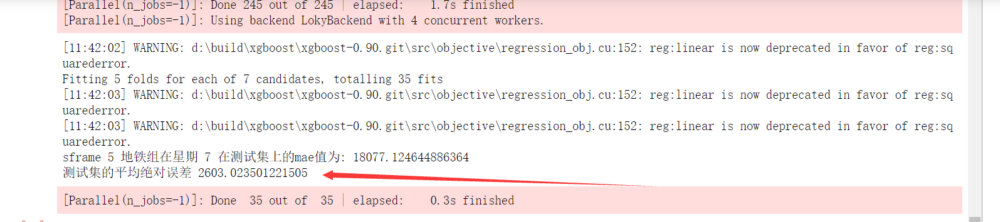 [Parallel(n_jobs=-1)]: Done 245 out of 245 | elapsed:    1.7s finished
[Parallel(n_jobs=-1)]: Using backend LokyBackend with 4 concurrent workers.
[11:42:02] WARNING: d:\build\xgboost\xgboost-0.90.git\src\objective\regression_obj.cu:152: reg:linear is now deprecated in favor of reg:sq
uarederror.
Fitting 5 folds for each of 7 candidates, totalling 35 fits
[11:42:03] WARNING: d:\build\xgboost\xgboost-0.90.git\src\objective\regression_obj.cu:152: reg:linear is now deprecated in favor of reg:sq
uarederror.
[11:42:03] WARNING: d:\build\xgboost\xgboost-0.90.git\src\objective\regression_obj.cu:152: reg:linear is now deprecated in favor of reg:sq
uarederror.
sframe 5 地铁组在星期 7 在测试集上的mae值为: 18077.124644886364
测试集的平均绝对误差 2603.023501221505
[Parallel(n_jobs=-1)]: Done  35 out of  35 | elapsed:    0.3s finished